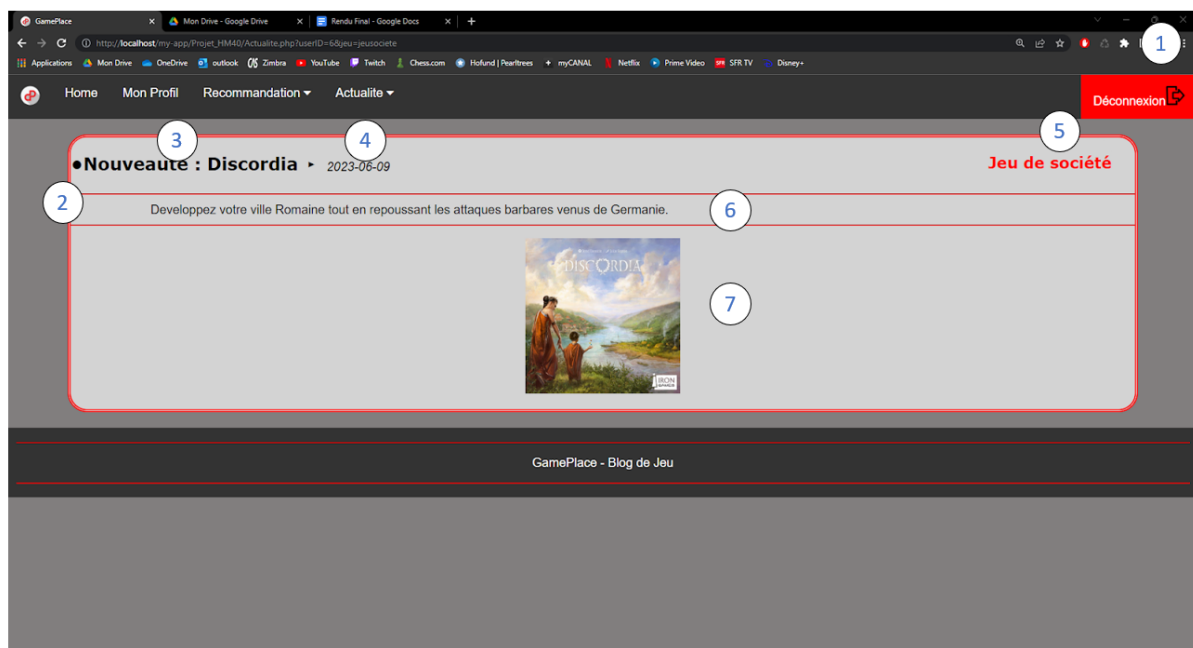 GamePlace
Mon Drive - Google Drive
Rendu Final - Google Docs
http://localhost/my-app/Projet_HM40/Actualite.php?userID=6&jeu=jeusociete
1
Applications Mon Drive OneDrive outlook Zimbra YouTube Twitch Chess.com Hofund | Pearltrees myCANAL Netflix Prime Video SFR TV Disney+
Home Mon Profil Recommandation Actualite Déconnexion
3 4 5
Nouveaute : Discordia 2023-06-09 Jeu de société
2 Developpez votre ville Romaine tout en repoussant les attaques barbares venus de Germanie. 6
DISCORDIA
7
IRON
GamePlace - Blog de Jeu